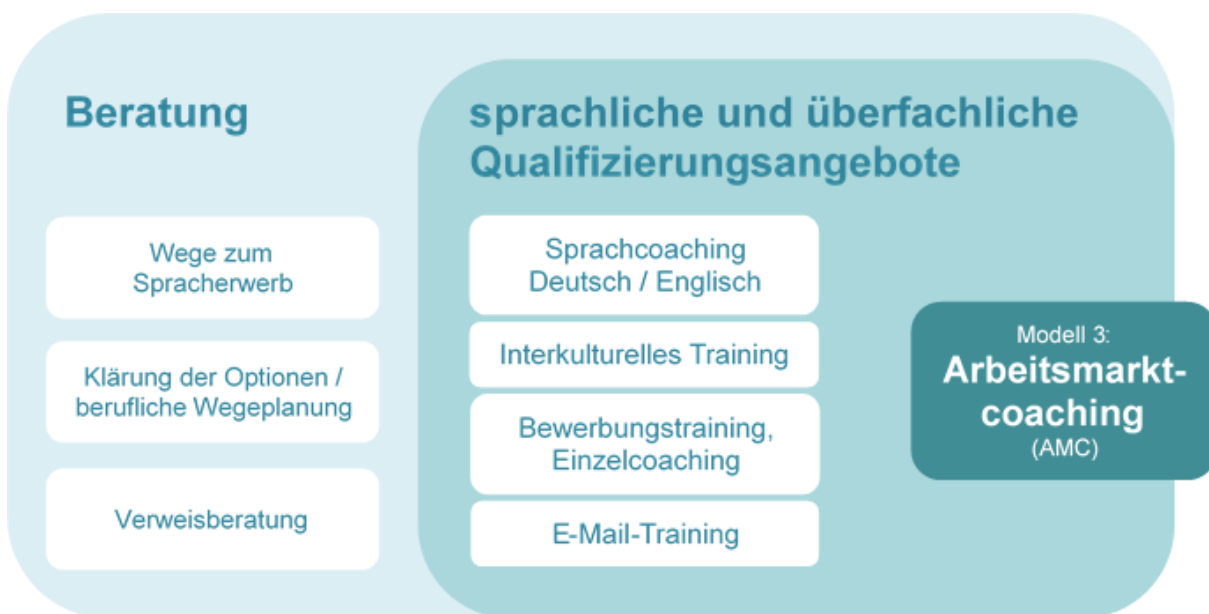 Beratung
Wege zum
Spracherwerb
Klärung der Optionen /
berufliche Wegeplanung
Verweisberatung
sprachliche und überfachliche
Qualifizierungsangebote
Sprachcoaching
Deutsch / Englisch
Interkulturelles Training
Bewerbungstraining,
Einzelcoaching
E-Mail-Training
Modell 3:
Arbeitsmarkt-
coaching
(AMC)